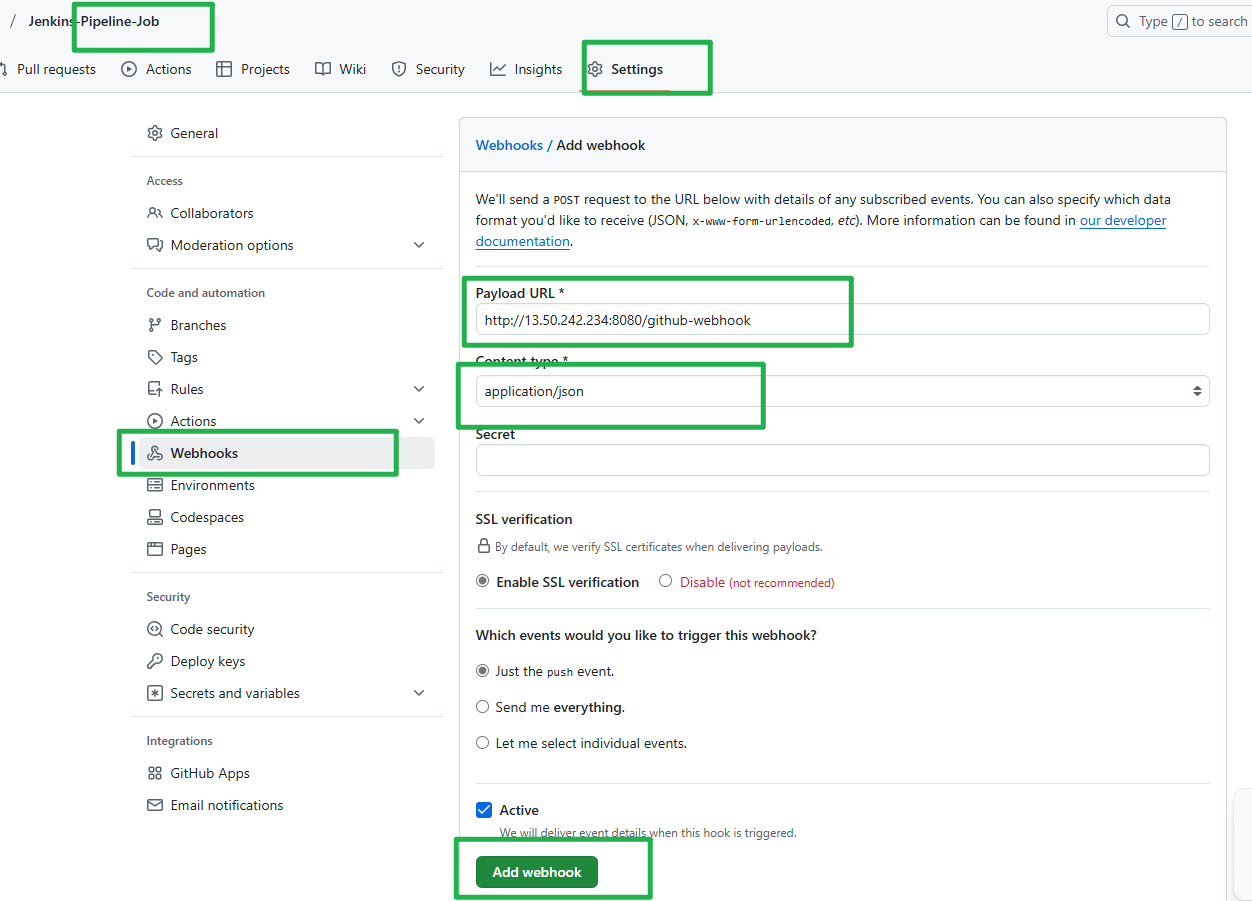 / Jenkins-Pipeline-Job
Type / to search
Pull requests
Actions
Projects
Wiki
Security
Insights
Settings
General
Access
Collaborators
Moderation options
Code and automation
Branches
Tags
Rules
Actions
Webhooks
Environments
Codespaces
Pages
Security
Code security
Deploy keys
Secrets and variables
Integrations
GitHub Apps
Email notifications
Webhooks / Add webhook
We'll send a POST request to the URL below with details of any subscribed events. You can also specify which data
format you'd like to receive (JSON, x-www-form-urlencoded, etc). More information can be found in our developer
documentation.
Payload URL *
http://13.50.242.234:8080/github-webhook
Content type *
application/json
Secret
SSL verification
By default, we verify SSL certificates when delivering payloads.
Enable SSL verification
Disable (not recommended)
Which events would you like to trigger this webhook?
Just the push event.
Send me everything.
Let me select individual events.
Active
We will deliver event details when this hook is triggered.
Add webhook